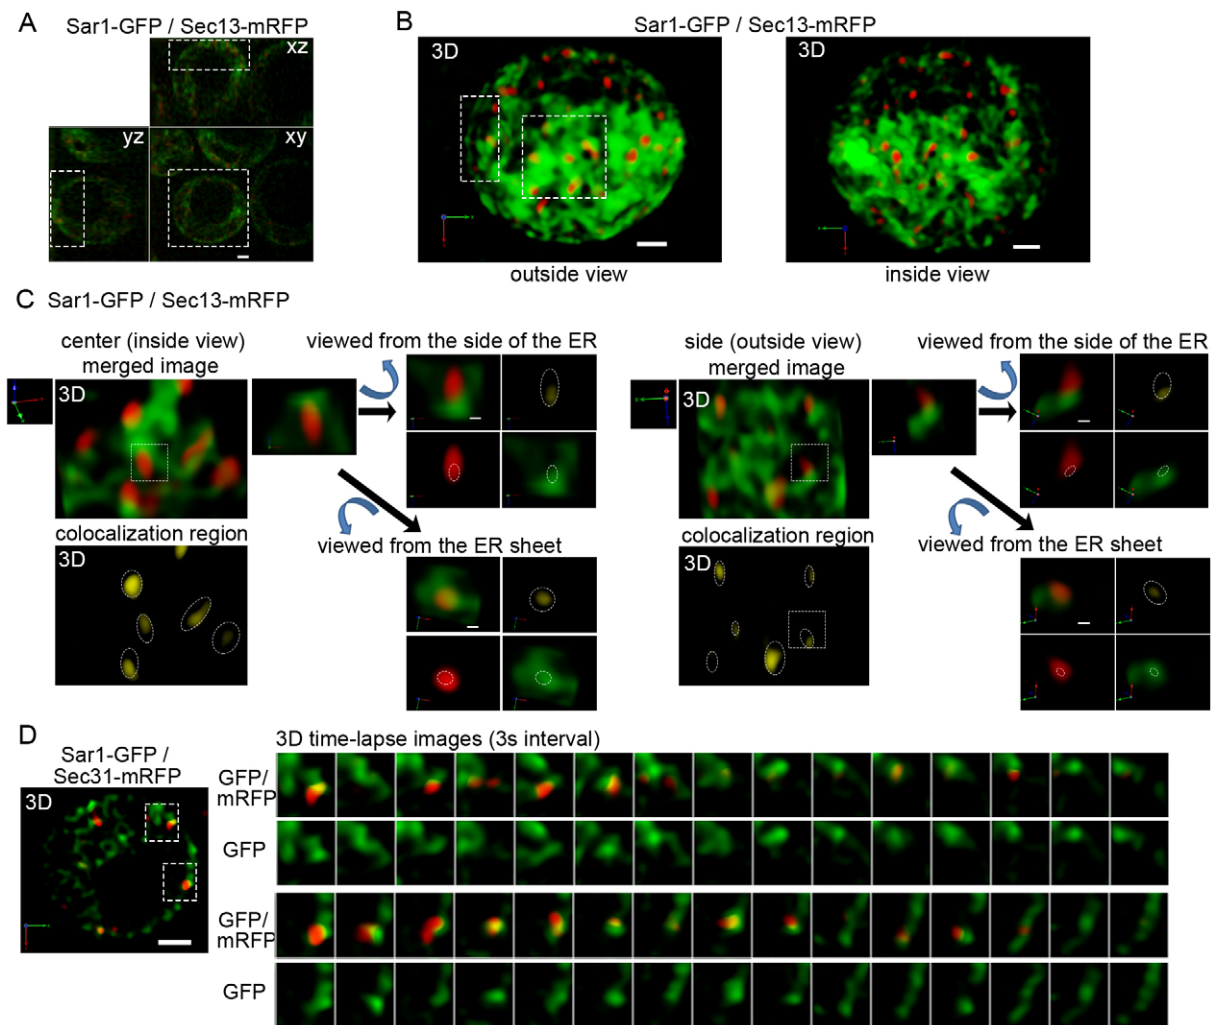 A
Sar1-GFP / Sec13-mRFP
xz
yz
xy
B
Sar1-GFP / Sec13-mRFP
3D
3D
outside view
inside view
C Sar1-GFP / Sec13-mRFP
center (inside view)
merged image
3D
viewed from the side of the ER
colocalization region
3D
viewed from the ER sheet
side (outside view)
merged image
3D
viewed from the side of the ER
colocalization region
3D
viewed from the ER sheet
D
Sar1-GFP /
Sec31-mRFP
3D
3D time-lapse images (3s interval)
GFP/
mRFP
GFP
GFP/
mRFP
GFP